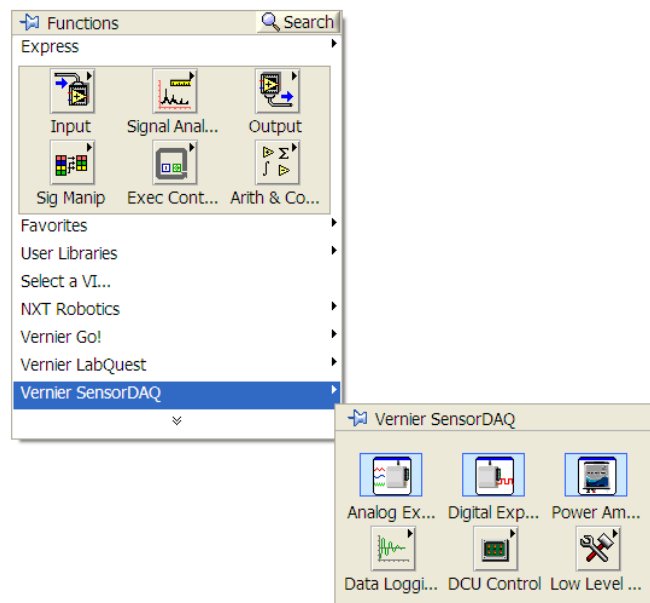 Functions Search
Express
Input Signal Anal... Output
Sig Manip Exec Cont... Arith & Co...
Favorites
User Libraries
Select a VI...
NXT Robotics
Vernier Go!
Vernier LabQuest
Vernier SensorDAQ
Vernier SensorDAQ
Analog Ex... Digital Exp... Power Am...
Data Loggi... DCU Control Low Level ...